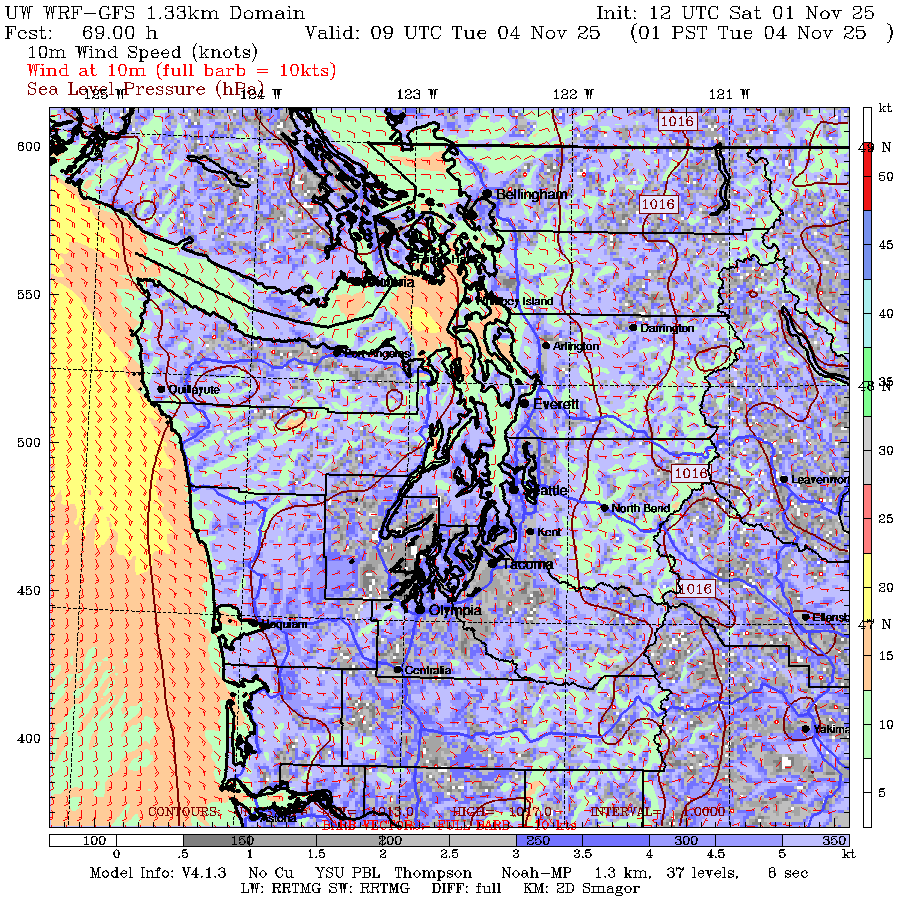 UW WRF-GFS 1.33km Domain Init: 12 UTC Sat 01 Nov 25
Fcst: 69.00 h Valid: 09 UTC Tue 04 Nov 25 (01 PST Tue 04 Nov 25 )
10m Wind Speed (knots)
Wind at 10m (full barb = 10kts)
Sea Level Pressure (hPa)
125 W 124 W 123 W 122 W 121 W
kt
1016
600
49 N
50
Bellingham
1016
45
Victoria
550
Whidbey Island
40
Darrington
Arlington
Port Angeles
48 N
35
Quillayute
Everett
500
30
1016
Leavenworth
Seattle
North Bend
25
Kent
Tacoma
450
1016
20
Olympia
Ellensb
Hoquiam
47 N
15
Centralia
10
400
Yakima
5
CONTOURS: LOW= 1013.0 HIGH= 1017.0 INTERVAL= 1.0000
Astoria
BARB VECTORS: FULL BARB = 10 kts
100 150 200 250 300 350
0 .5 1 1.5 2 2.5 3 3.5 4 4.5 5 kt
Model Info: V4.1.3 No Cu YSU PBL Thompson Noah-MP 1.3 km, 37 levels, 8 sec
LW: RRTMG SW: RRTMG DIFF: full KM: 2D Smagor